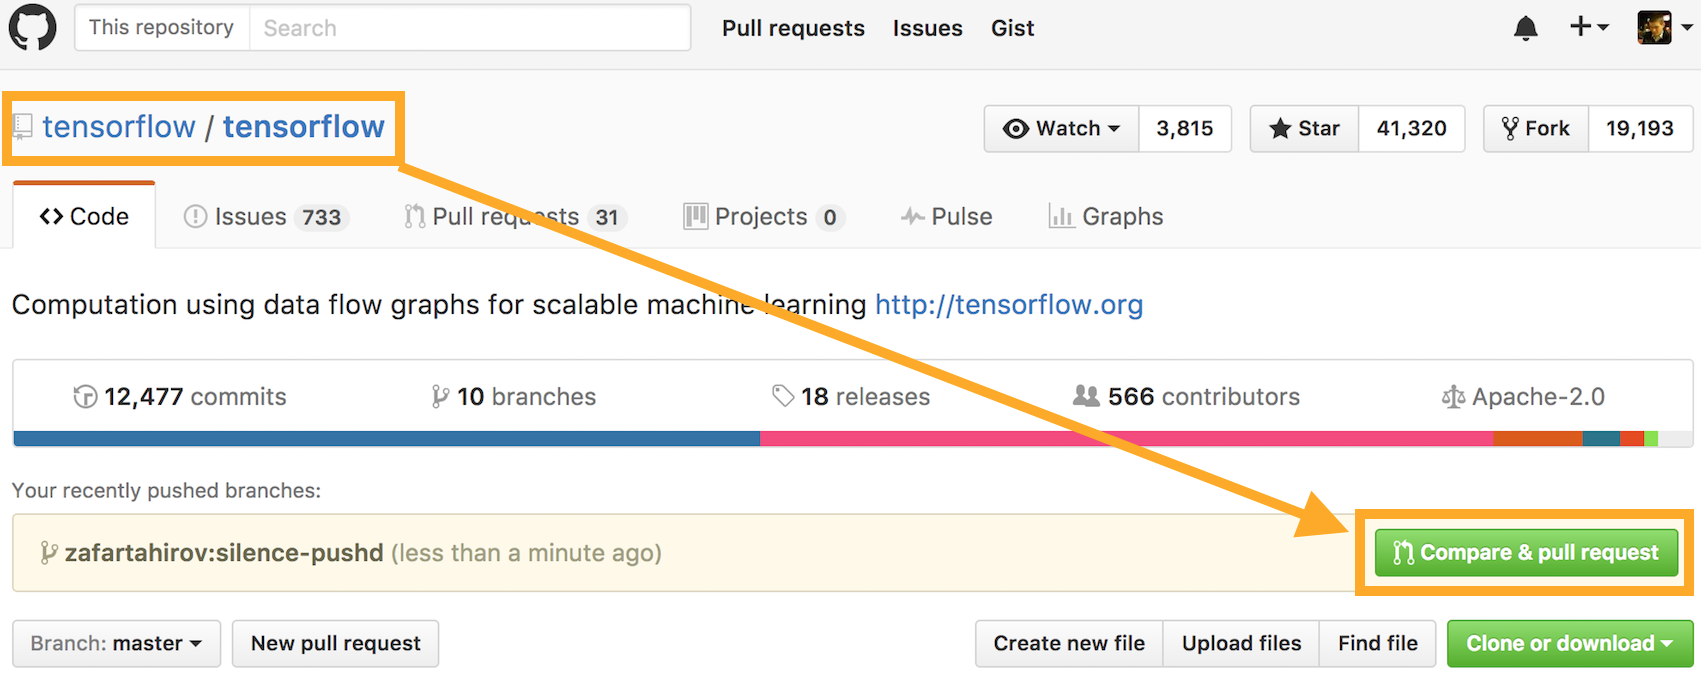 This repository Search Pull requests Issues Gist
tensorflow / tensorflow Watch 3,815 Star 41,320 Fork 19,193
Code Issues 733 Pull requests 31 Projects 0 Pulse Graphs
Computation using data flow graphs for scalable machine learning http://tensorflow.org
12,477 commits 10 branches 18 releases 566 contributors Apache-2.0
Your recently pushed branches:
zafartahirov:silence-pushd (less than a minute ago) Compare & pull request
Branch: master New pull request Create new file Upload files Find file Clone or download